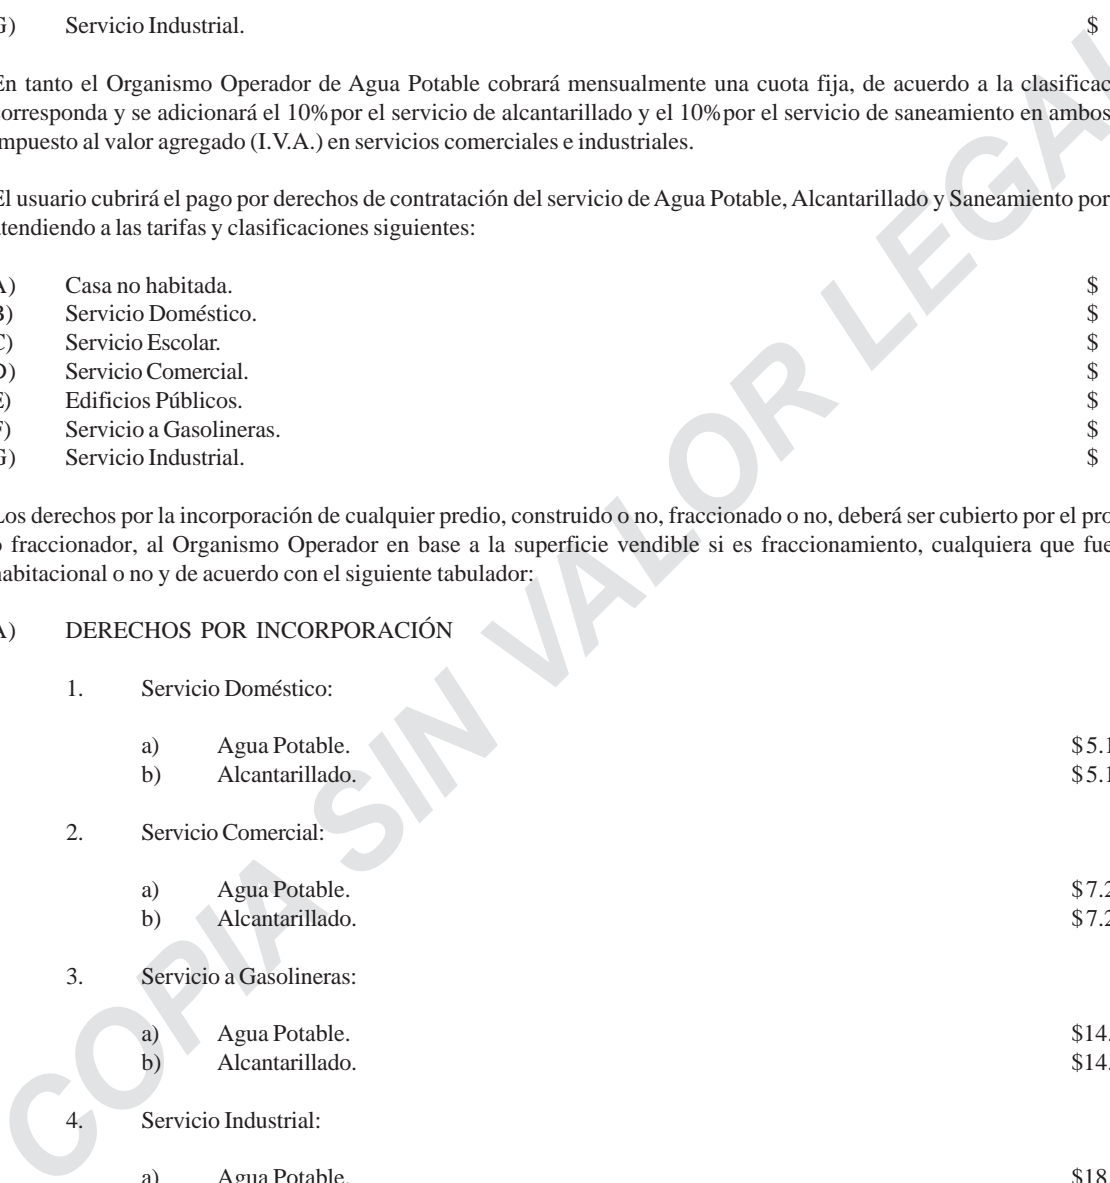 G) Servicio Industrial. $
En tanto el Organismo Operador de Agua Potable cobrará mensualmente una cuota fija, de acuerdo a la
corresponda y se adicionará el 10% por el servicio de alcantarillado y el 10% por el servicio de saneamiento en ambos
impuesto al valor agregado (I.V.A.) en servicios comerciales e industriales.
El usuario cubrirá el pago por derechos de contratación del servicio de Agua Potable, Alcantarillado y Saneamiento por
atendiendo a las tarifas y clasificaciones siguientes:
A) Casa no habitada. $
B) Servicio Doméstico. $
C) Servicio Escolar. $
D) Servicio Comercial. $
E) Edificios Públicos. $
F) Servicio a Gasolineras. $
G) Servicio Industrial. $
Los derechos por la incorporación de cualquier predio, construido o no, fraccionado o no, deberá ser cubierto por el
o fraccionador, al Organismo Operador en base a la superficie vendible si es fraccionamiento, cualquiera que
habitacional o no y de acuerdo con el siguiente tabulador:
A) DERECHOS POR INCORPORACIÓN
1. Servicio Doméstico:
a) Agua Potable. $5.1
b) Alcantarillado. $5.1
2. Servicio Comercial:
a) Agua Potable. $7.2
b) Alcantarillado. $7.2
3. Servicio a Gasolineras:
a) Agua Potable. $14.
b) Alcantarillado. $14.
4. Servicio Industrial:
a) Agua Potable. $18
COPIA SIN VALOR LEGAL